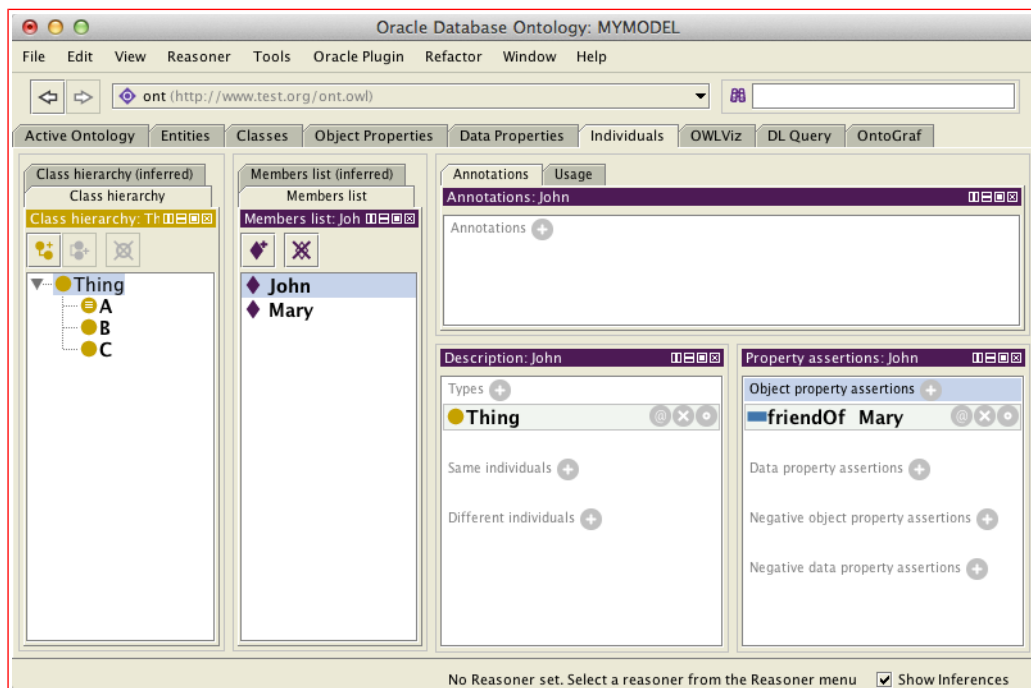 Oracle Database Ontology: MYMODEL
File Edit View Reasoner Tools Oracle Plugin Refactor Window Help
ont (http://www.test.org/ont.owl)
Active Ontology Entities Classes Object Properties Data Properties Individuals OWLViz DL Query OntoGraf
Class hierarchy (inferred)
Class hierarchy
Class hierarchy: Th
Thing
A
B
C
Members list (inferred)
Members list
Members list: Joh
John
Mary
Annotations Usage
Annotations: John
Annotations
Description: John
Types
Thing
Same individuals
Different individuals
Property assertions: John
Object property assertions
friendOf Mary
Data property assertions
Negative object property assertions
Negative data property assertions
No Reasoner set. Select a reasoner from the Reasoner menu Show Inferences